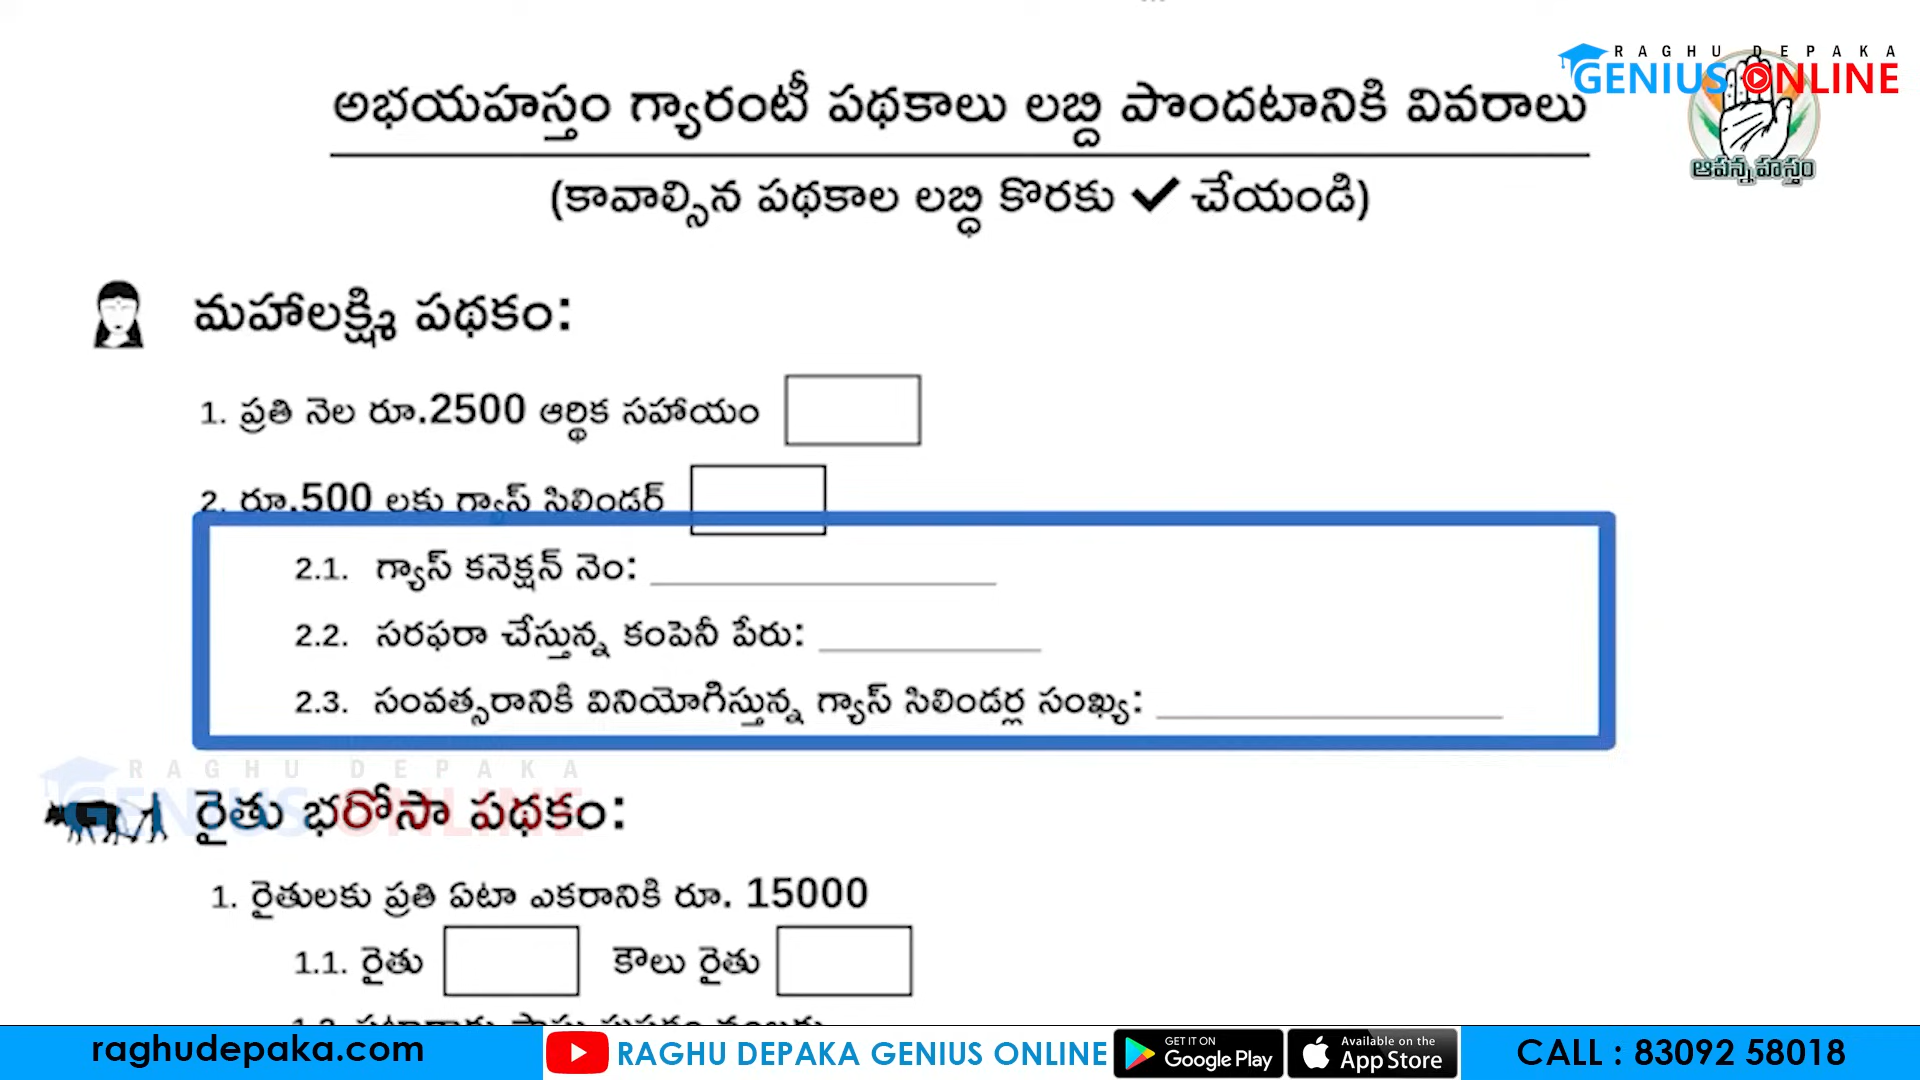 RAGHU DEPAKA
GENIUS ONLINE
ఆపన్నహస్తం
అభయహస్తం గ్యారంటీ పథకాలు లబ్ది పొందటానికి వివరాలు
(కావాల్సిన పథకాల లబ్ధి కొరకు ✔ చేయండి)
మహాలక్ష్మి పథకం:
1. ప్రతి నెల రూ.2500 ఆర్థిక సహాయం
2. రూ.500 లకు గ్యాస్ సిలిండర్
2.1. గ్యాస్ కనెక్షన్ నెం:
2.2. సరఫరా చేస్తున్న కంపెనీ పేరు:
2.3. సంవత్సరానికి వినియోగిస్తున్న గ్యాస్ సిలిండర్ల సంఖ్య:
RAGHU DEPAKA
GENIUS ONLINE
రైతు భరోసా పథకం:
1. రైతులకు ప్రతి ఏటా ఎకరానికి రూ. 15000
1.1. రైతు కౌలు రైతు
raghudepaka.com
RAGHU DEPAKA GENIUS ONLINE
GET IT ON
Google Play
Available on the
App Store
CALL : 83092 58018